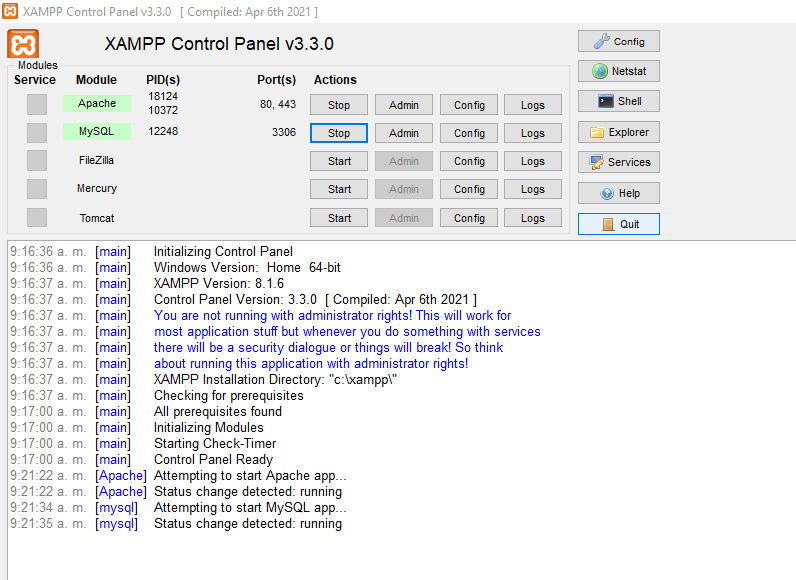 XAMPP Control Panel v3.3.0 [ Compiled: Apr 6th 2021 ]
XAMPP Control Panel v3.3.0
Config
Modules
Service Module PID(s) Port(s) Actions
Netstat
Apache 18124 10372 80, 443 Stop Admin Config Logs
Shell
MySQL 12248 3306 Stop Admin Config Logs
Explorer
FileZilla Start Admin Config Logs
Services
Mercury Start Admin Config Logs
Help
Tomcat Start Admin Config Logs
Quit
9:16:36 a. m. [main] Initializing Control Panel
9:16:36 a. m. [main] Windows Version: Home 64-bit
9:16:37 a. m. [main] XAMPP Version: 8.1.6
9:16:37 a. m. [main] Control Panel Version: 3.3.0 [ Compiled: Apr 6th 2021 ]
9:16:37 a. m. [main] You are not running with administrator rights! This will work for
9:16:37 a. m. [main] most application stuff but whenever you do something with services
9:16:37 a. m. [main] there will be a security dialogue or things will break! So think
9:16:37 a. m. [main] about running this application with administrator rights!
9:16:37 a. m. [main] XAMPP Installation Directory: "c:\xampp\"
9:16:37 a. m. [main] Checking for prerequisites
9:17:00 a. m. [main] All prerequisites found
9:17:00 a. m. [main] Initializing Modules
9:17:00 a. m. [main] Starting Check-Timer
9:17:00 a. m. [main] Control Panel Ready
9:21:22 a. m. [Apache] Attempting to start Apache app...
9:21:22 a. m. [Apache] Status change detected: running
9:21:34 a. m. [mysql] Attempting to start MySQL app...
9:21:35 a. m. [mysql] Status change detected: running